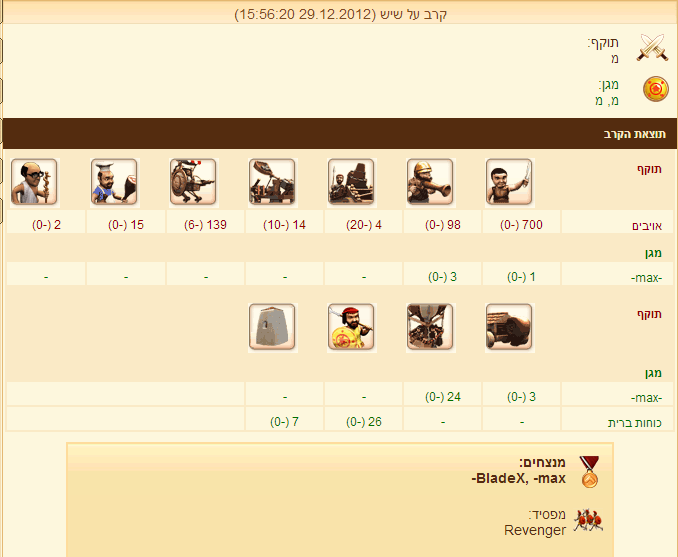 קרב על שיש (29.12.2012 15:56:20)
תוקף:
מ
מגן:
מ, מ
תוצאת הקרב
תוקף
אויבים 700 (-0) 98 (-0) 4 (-20) 14 (-10) 139 (-6) 15 (-0) 2 (-0)
מגן
-max- 1 (-0) 3 (-0) - - - - -
תוקף
מגן
-max- 3 (-0) 24 (-0) - -
כוחות ברית - - 26 (-0) 7 (-0)
מנצחים:
-BladeX, -max
מפסיד:
Revenger